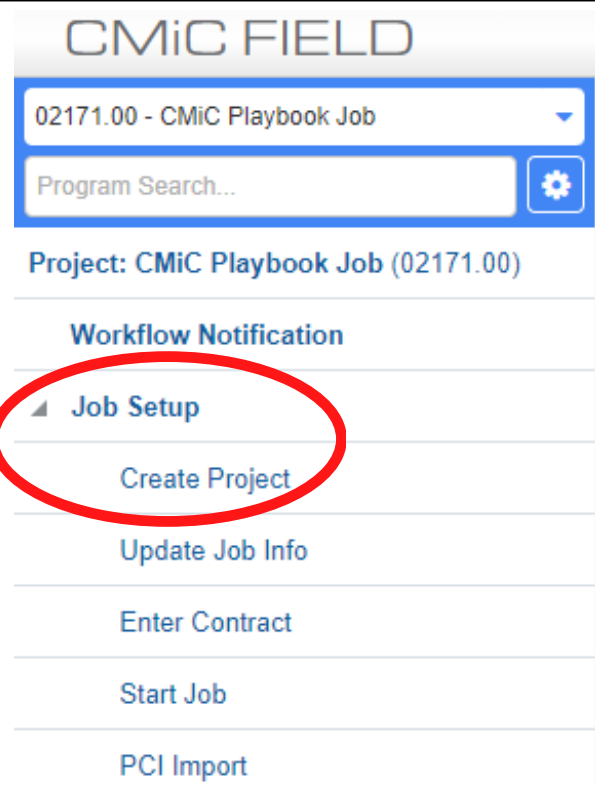 CMiC FIELD
02171.00 - CMiC Playbook Job
Program Search...
Project: CMiC Playbook Job (02171.00)
Workflow Notification
Job Setup
Create Project
Update Job Info
Enter Contract
Start Job
PCI Import